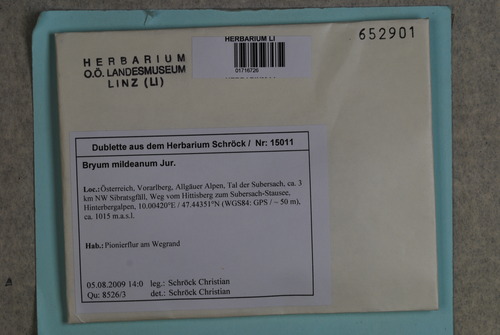 HERBARIUM
O.Ö. LANDESMUSEUM
LINZ (LI)
HERBARIUM LI
01716726
652901
Dublette aus dem Herbarium Schröck / Nr: 15011
Bryum mildeanum Jur.
Loc.: Österreich, Vorarlberg, Allgäuer Alpen, Tal der Subersach, ca. 3
km NW Sibratsgfäll, Weg vom Hittisberg zum Subersach-Stausee,
Hinterbergalpen, 10.00420°E / 47.44351°N (WGS84: GPS / ~ 50 m),
ca. 1015 m.a.s.l.
Hab.: Pionierflur am Wegrand
05.08.2009 14:0 leg.: Schröck Christian
Qu: 8526/3 det.: Schröck Christian